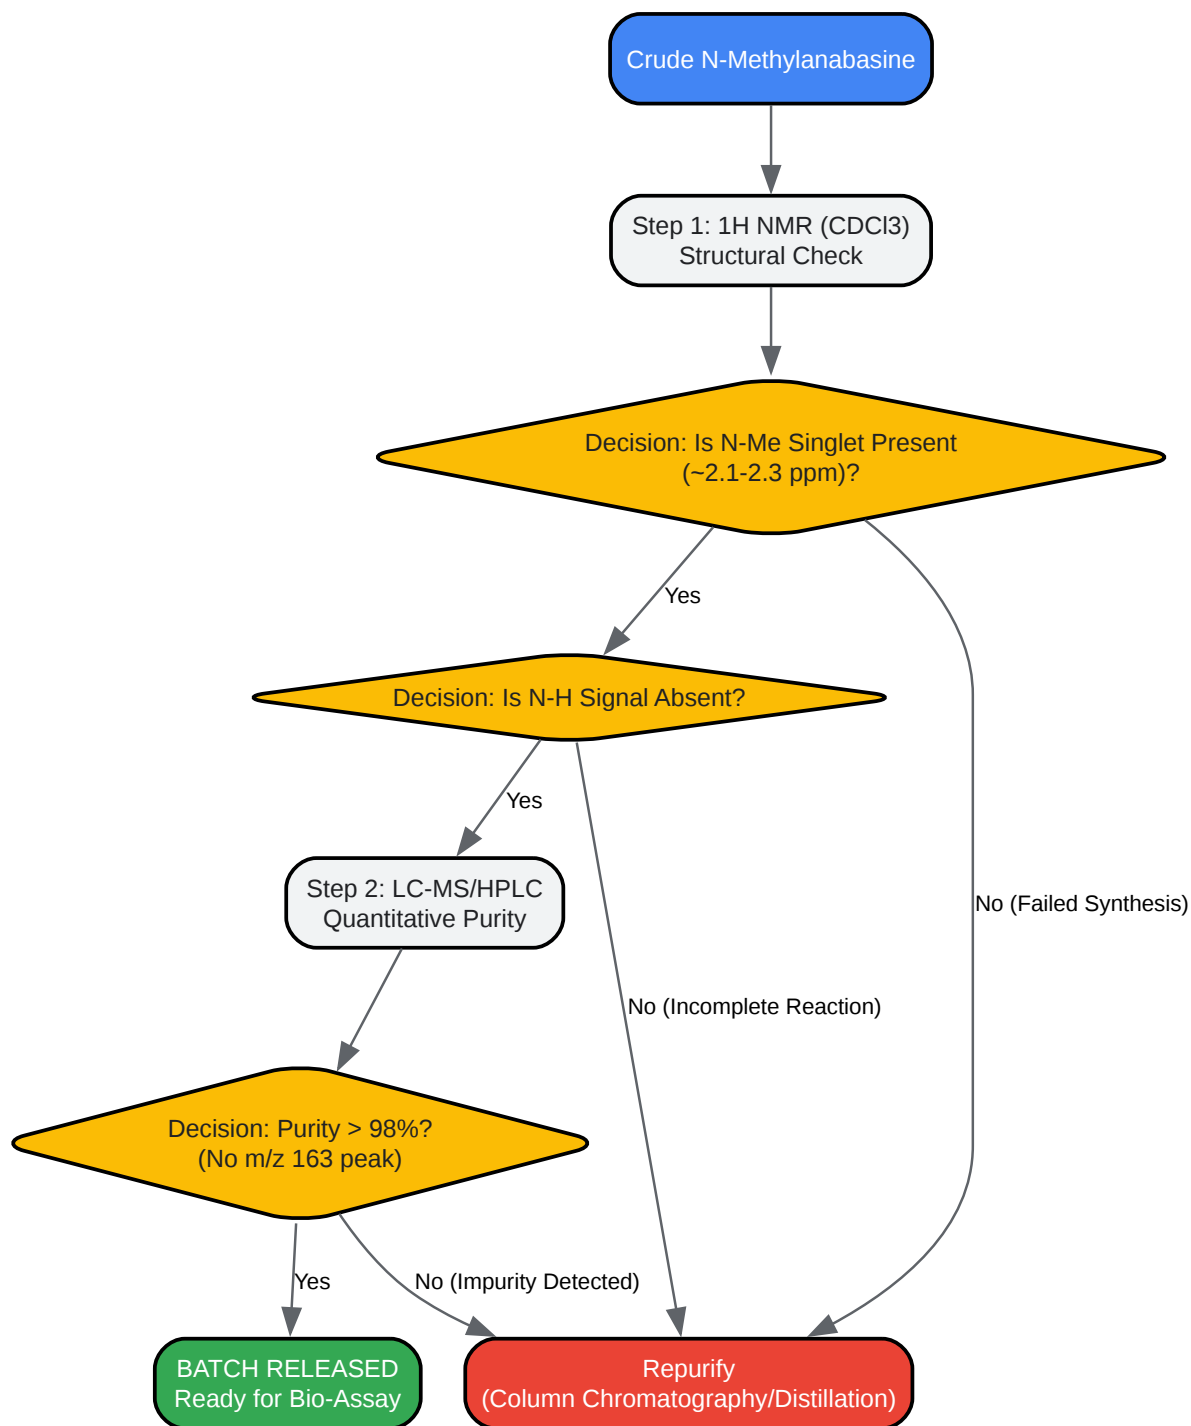 Crude N-Methylanabasine
Step 1: 1H NMR (CDCl3)
Structural Check
Decision: Is N-Me Singlet Present
(~2.1-2.3 ppm)?
Yes
Decision: Is N-H Signal Absent?
Yes
Step 2: LC-MS/HPLC
Quantitative Purity
No (Failed Synthesis)
No (Incomplete Reaction)
Decision: Purity > 98%?
(No m/z 163 peak)
Yes
No (Impurity Detected)
BATCH RELEASED
Ready for Bio-Assay
Repurify
(Column Chromatography/Distillation)